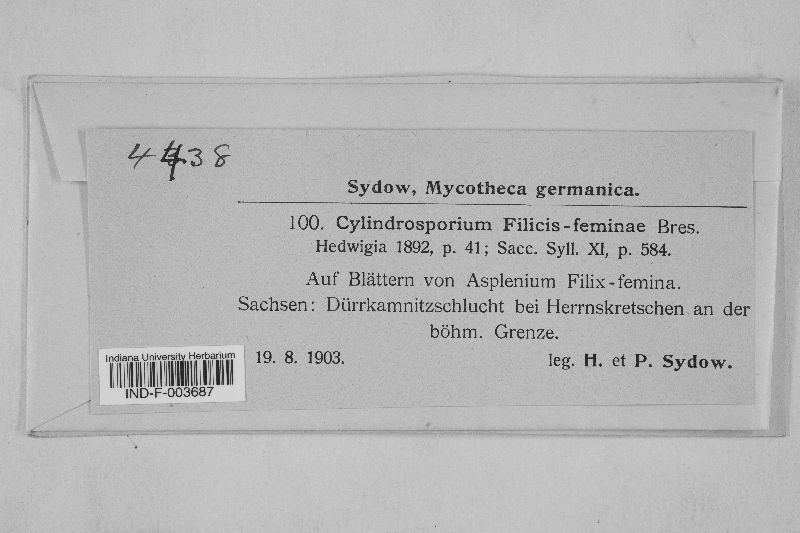 4438
Sydow, Mycotheca germanica.
100. Cylindrosporium Filicis-feminae Bres.
Hedwigia 1892, p. 41; Sacc. Syll. XI, p. 584.
Auf Blättern von Asplenium Filix-femina.
Sachsen: Dürrkamnitzschlucht bei Herrnskretschen an der
böhm. Grenze.
19. 8. 1903. leg. H. et P. Sydow.
Indiana University Herbarium
IND-F-003687